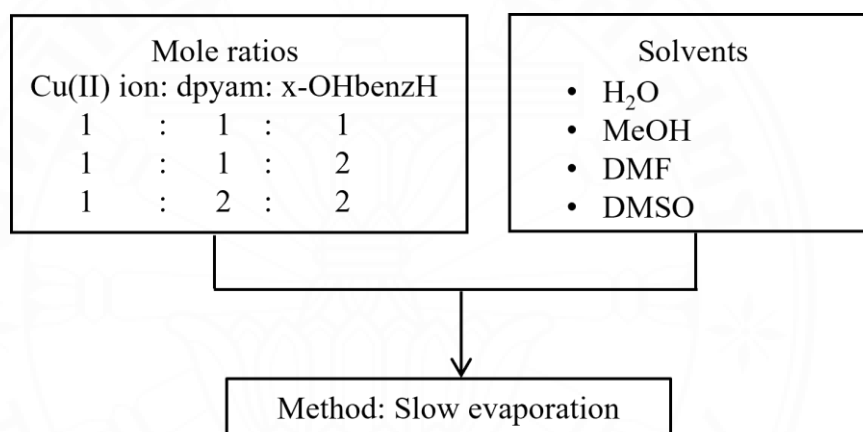 Mole ratios
Cu(II) ion: dpyam: x-OHbenzH
1 : 1 : 1
1 : 1 : 2
1 : 2 : 2
Solvents
• H₂O
• MeOH
• DMF
• DMSO
Method: Slow evaporation